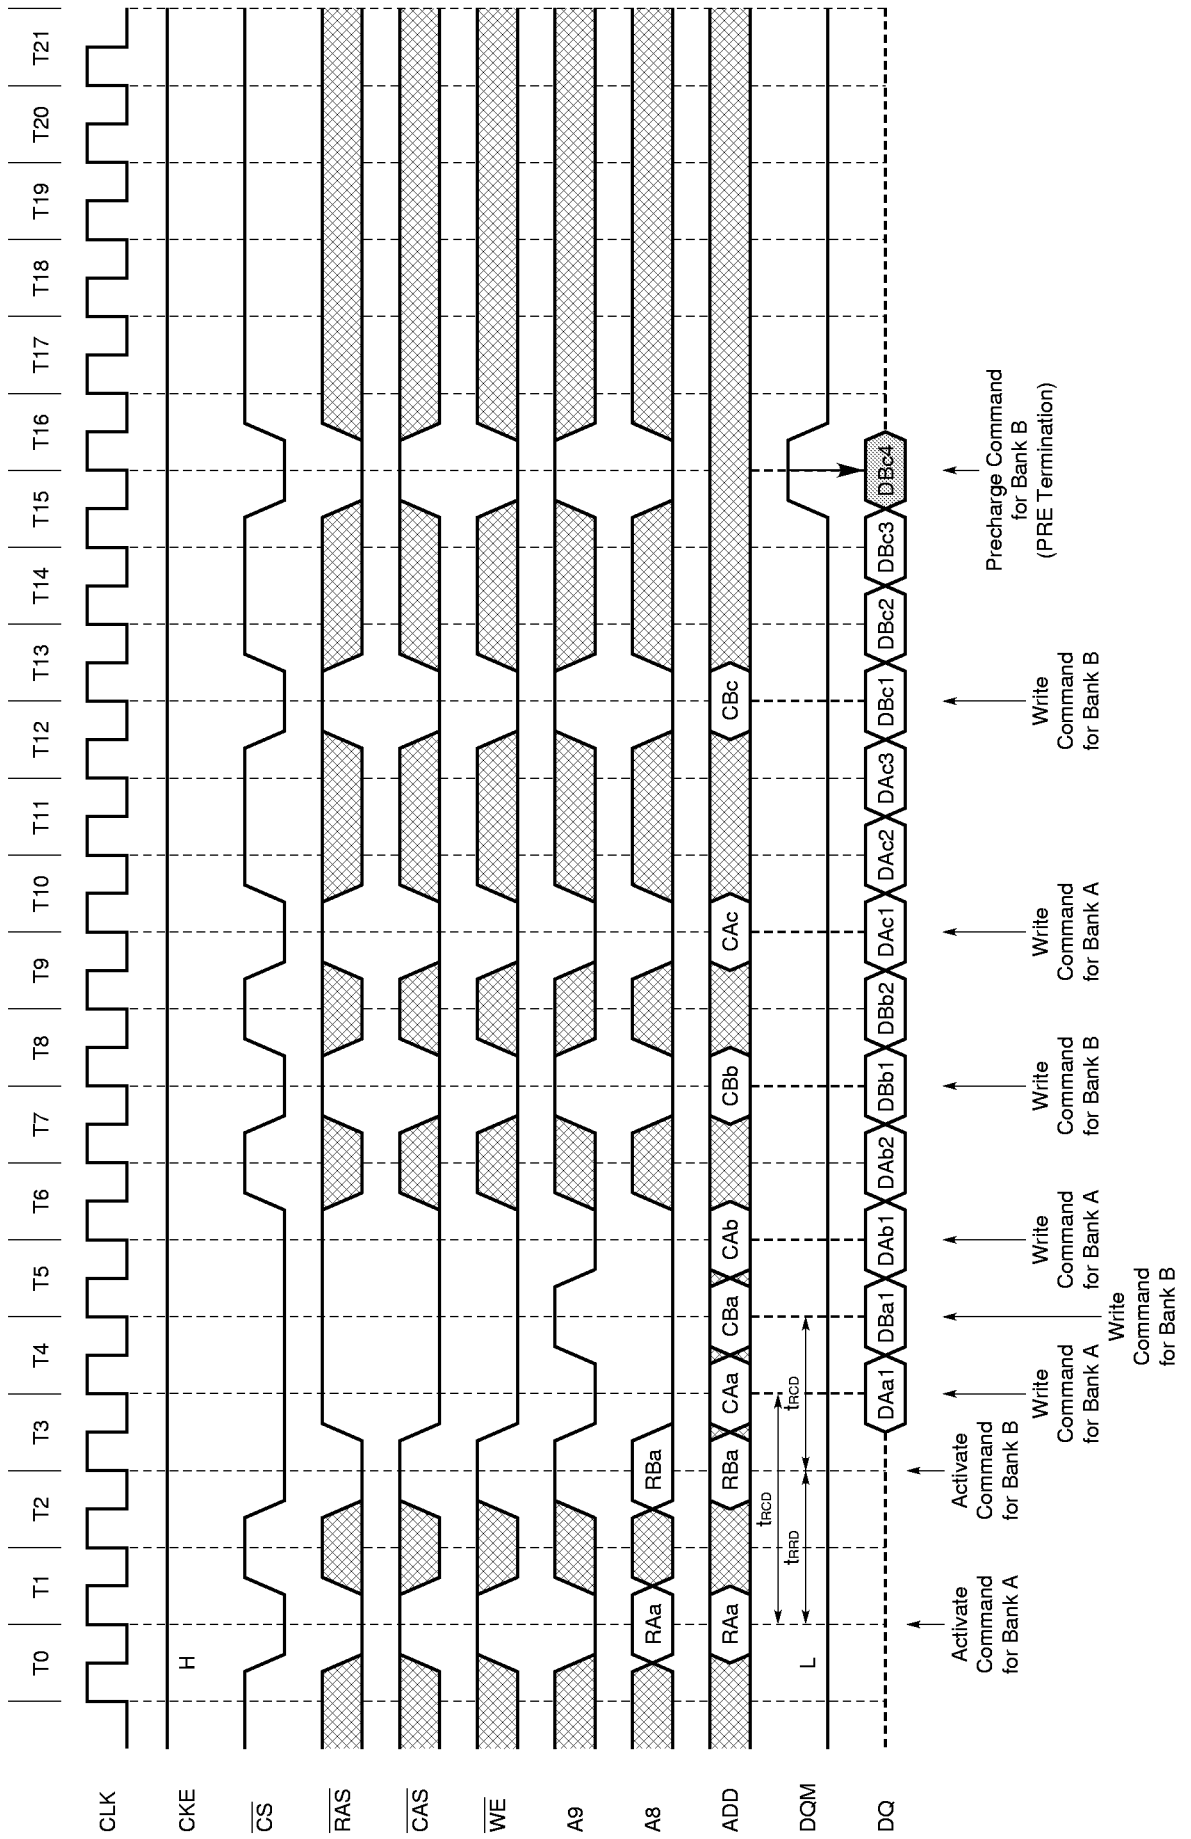 T0 T1 T2 T3 T4 T5 T6 T7 T8 T9 T10 T11 T12 T13 T14 T15 T16 T17 T18 T19 T20 T21
CLK
CKE H
CS
RAS
CAS
WE
A9
A8 RAa RBa
ADD RAa RBa CAa CBa CAb CBb CAc CBc
tRCD
DQM L tRRD tRCD
DQ DAa1 DBa1 DAb1 DAb2 DBb1 DBb2 DAc1 DAc2 DAc3 DBc1 DBc2 DBc3 DBc4
Activate
Command
for Bank A
Activate
Command
for Bank B
Write
Command
for Bank A
Write
Command
for Bank B
Write
Command
for Bank A
Write
Command
for Bank B
Write
Command
for Bank A
Write
Command
for Bank B
Precharge Command
for Bank B
(PRE Termination)